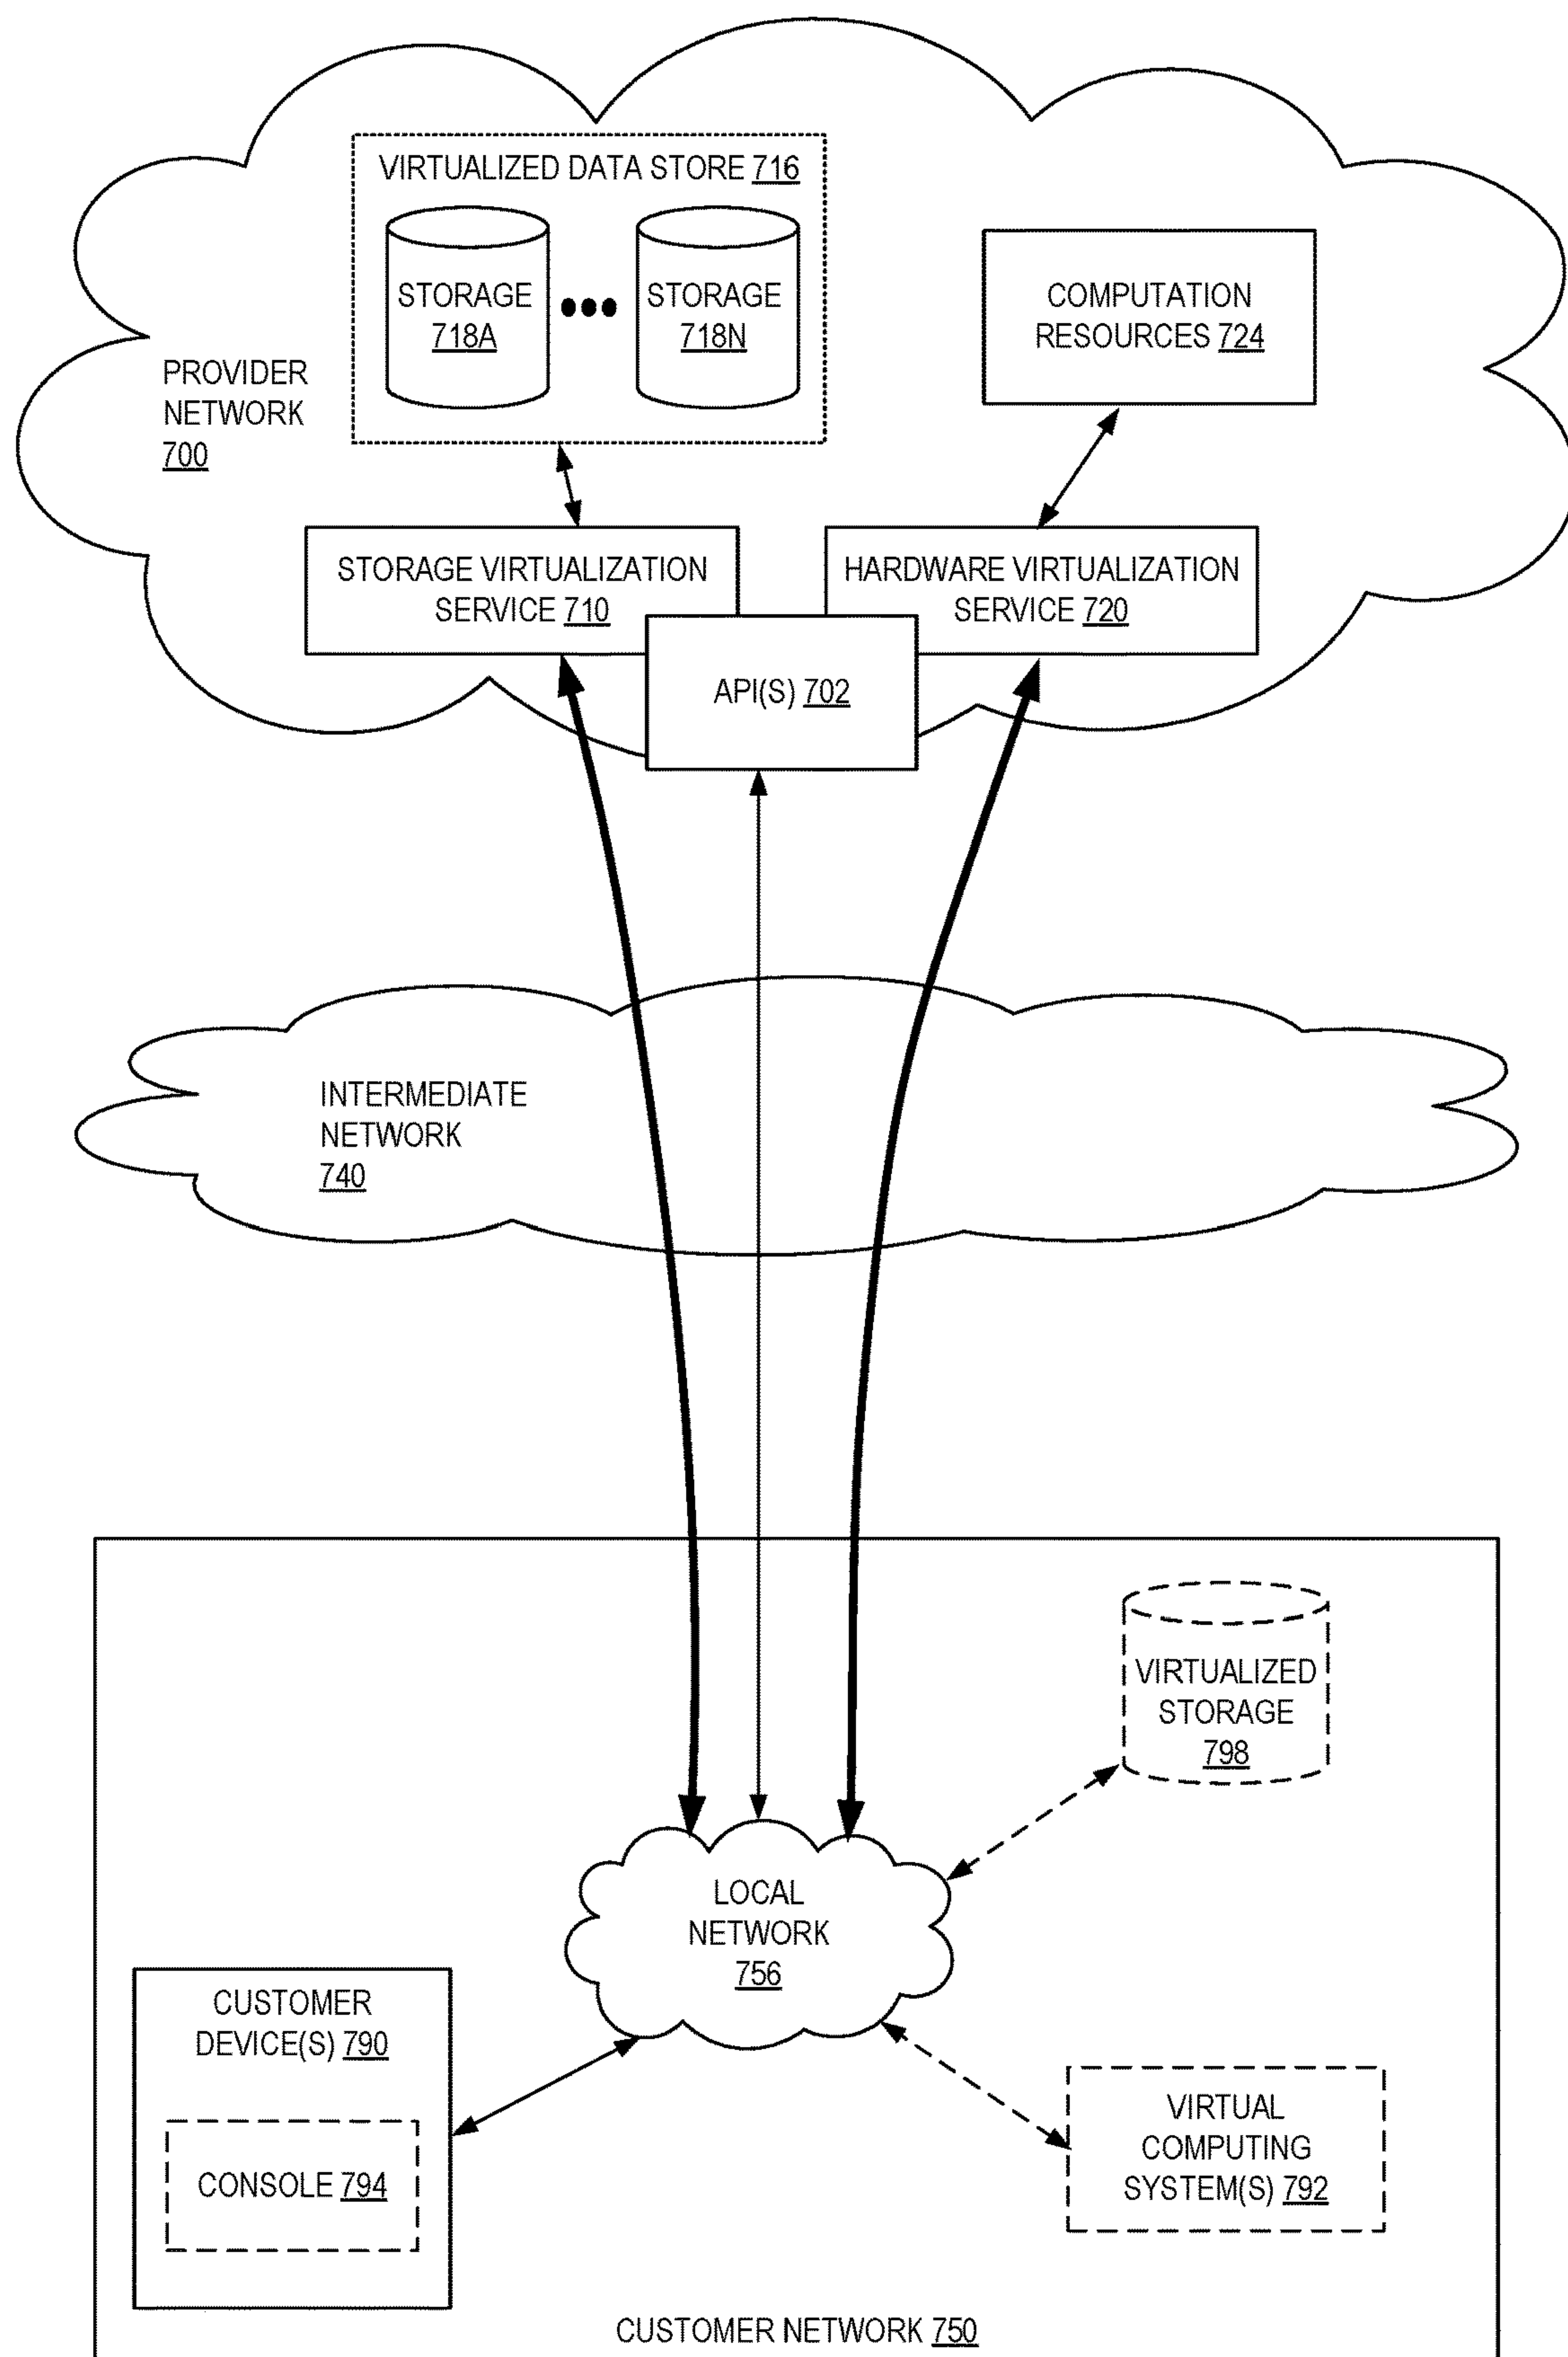 VIRTUALIZED DATA STORE 716
STORAGE
718A
STORAGE
718N
COMPUTATION
RESOURCES 724
PROVIDER
NETWORK
700
STORAGE VIRTUALIZATION
SERVICE 710
HARDWARE VIRTUALIZATION
SERVICE 720
API(S) 702
INTERMEDIATE
NETWORK
740
VIRTUALIZED
STORAGE
798
LOCAL
NETWORK
756
CUSTOMER
DEVICE(S) 790
CONSOLE 794
VIRTUAL
COMPUTING
SYSTEM(S) 792
CUSTOMER NETWORK 750